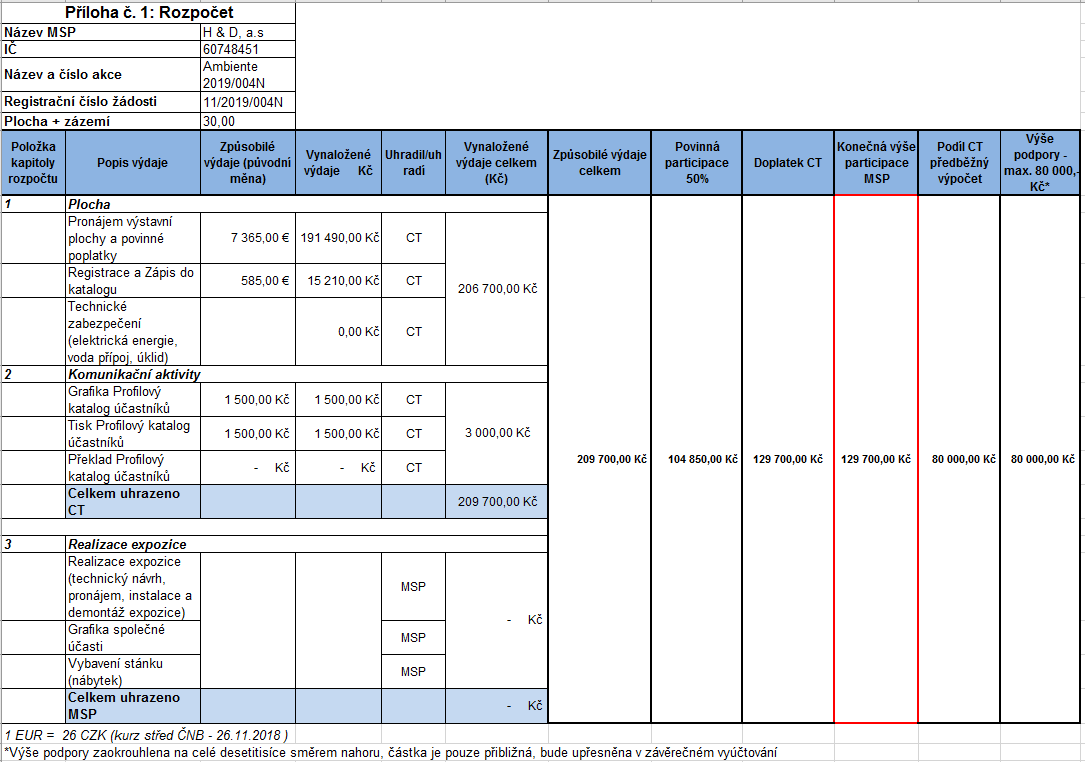 Příloha č. 1: Rozpočet
Název MSP
H & D, a.s
IČ
60748451
Název a číslo akce
Ambiente
2019/004N
Registrační číslo žádosti
11/2019/004N
Plocha + zázemí
30,00
Položka
kapitoly
rozpočtu
Popis výdaje
Způsobilé
výdaje (původní
měna)
Vynaložené
výdaje Kč
Uhradil/uh
radí
Vynaložené
výdaje celkem
(Kč)
Způsobilé výdaje
celkem
Povinná
participace
50%
Doplatek CT
Konečná výše
participace
MSP
Podíl CT
předběžný
výpočet
Výše
podpory -
max. 80 000,-
Kč*
1
Plocha
Pronájem výstavní
plochy a povinné
poplatky
7 365,00 €
191 490,00 Kč
CT
Registrace a Zápis do
katalogu
585,00 €
15 210,00 Kč
CT
206 700,00 Kč
Technické
zabezpečení
(elektrická energie,
voda přípoj, úklid)
0,00 Kč
CT
2
Komunikační aktivity
Grafika Profilový
katalog účastníků
1 500,00 Kč
1 500,00 Kč
CT
Tisk Profilový katalog
účastníků
1 500,00 Kč
1 500,00 Kč
CT
3 000,00 Kč
Překlad Profilový
katalog účastníků
- Kč
- Kč
CT
209 700,00 Kč
104 850,00 Kč
129 700,00 Kč
129 700,00 Kč
80 000,00 Kč
80 000,00 Kč
Celkem uhrazeno
CT
209 700,00 Kč
3
Realizace expozice
Realizace expozice
(technický návrh,
pronájem, instalace a
demontáž expozice)
MSP
- Kč
Grafika společné
účasti
MSP
Vybavení stánku
(nábytek)
MSP
Celkem uhrazeno
MSP
- Kč
1 EUR = 26 CZK (kurz střed ČNB - 26.11.2018 )
*Výše podpory zaokrouhlena na celé desetitisíce směrem nahoru, částka je pouze přibližná, bude upřesněna v závěrečném vyúčtování